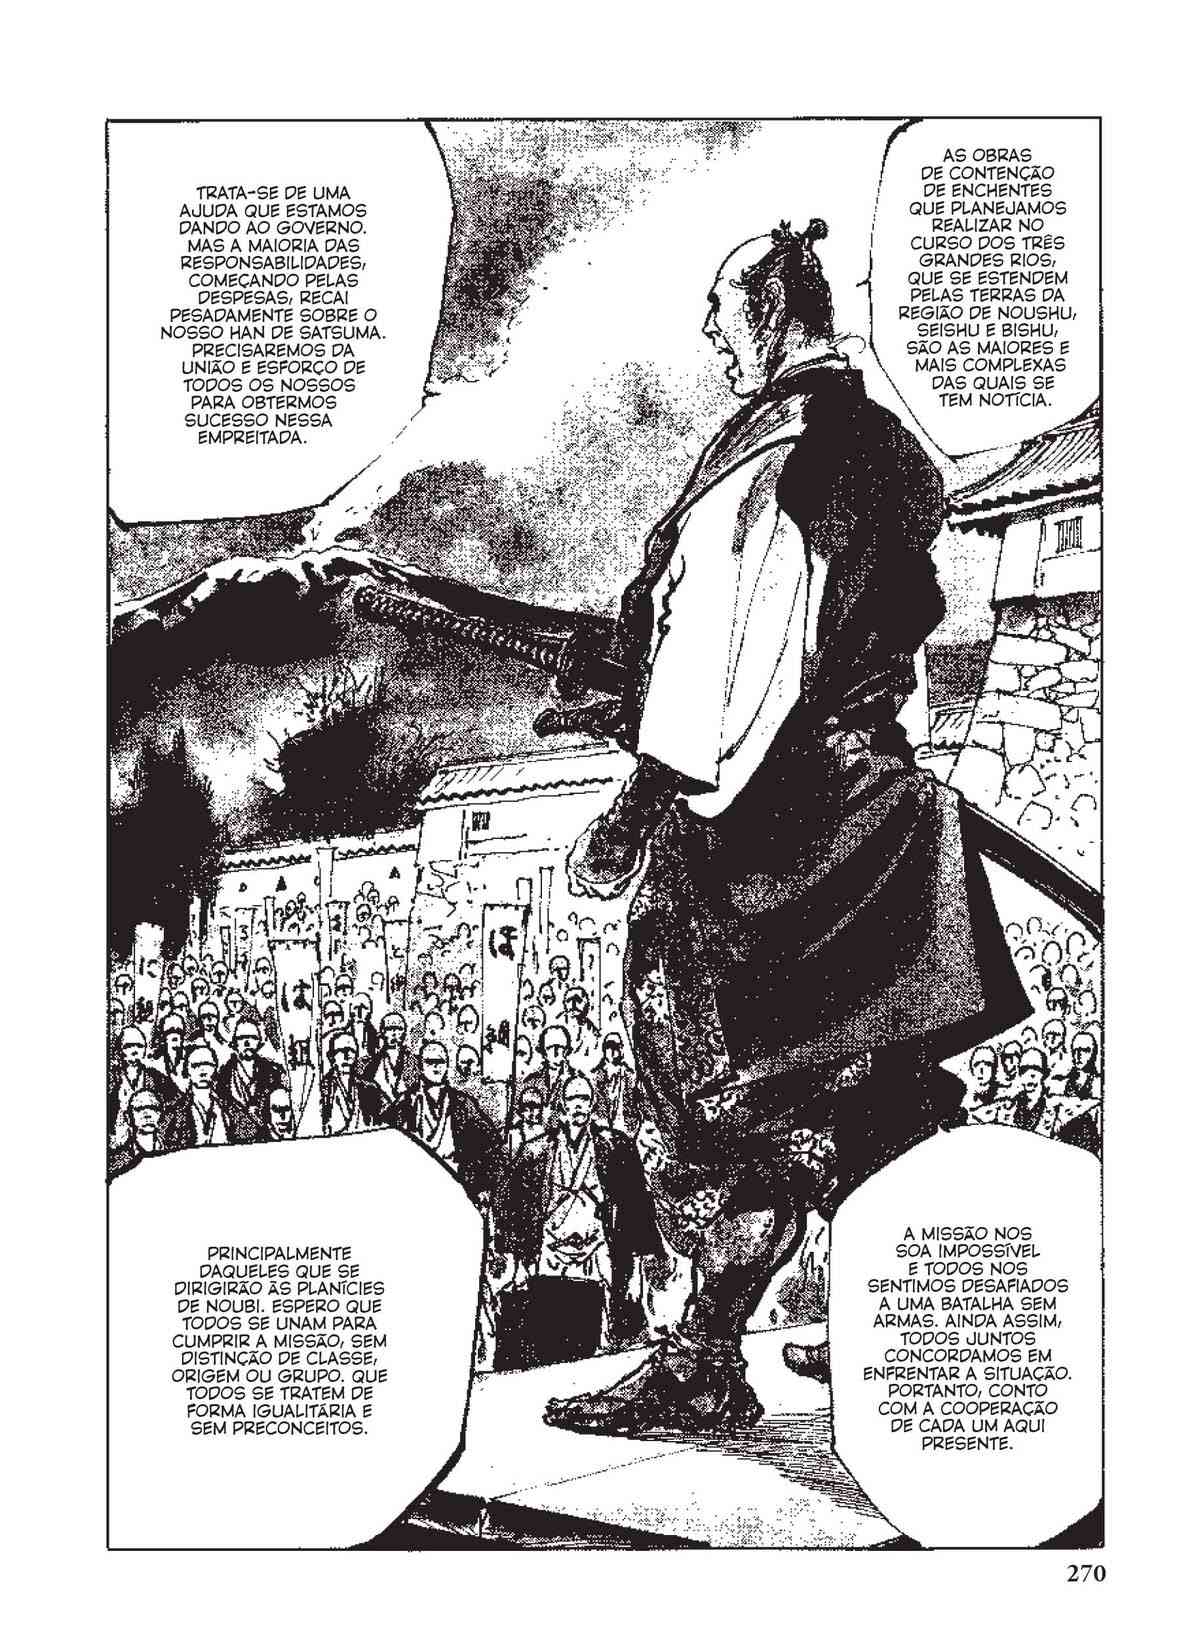 AS OBRAS
DE CONTENÇÃO
DE ENCHENTES
QUE PLANEJAMOS
REALIZAR NO
CURSO DOS TRÊS
GRANDES RIOS,
QUE SE ESTENDEM
PELAS TERRAS DA
REGIÃO DE NOUSHU,
SEISHU E BISHU,
SÃO AS MAIORES E
MAIS COMPLEXAS
DAS QUAIS SE
TEM NOTÍCIA.
TRATA-SE DE UMA
AJUDA QUE ESTAMOS
DANDO AO GOVERNO.
MAS A MAIORIA DAS
RESPONSABILIDADES,
COMEÇANDO PELAS
DESPESAS, RECAI
PESADAMENTE SOBRE O
NOSSO HAN DE SATSUMA.
PRECISAREMOS DA
UNIÃO E ESFORÇO DE
TODOS OS NOSSOS
PARA OBTERMOS
SUCESSO NESSA
EMPREITADA.
A MISSÃO NOS
SOA IMPOSSÍVEL
E TODOS NOS
SENTIMOS DESAFIADOS
A UMA BATALHA SEM
ARMAS. AINDA ASSIM,
TODOS JUNTOS
CONCORDAMOS EM
ENFRENTAR A SITUAÇÃO.
PORTANTO, CONTO
COM A COOPERAÇÃO
DE CADA UM AQUI
PRESENTE.
PRINCIPALMENTE
DAQUELES QUE SE
DIRIGIRÃO ÀS PLANÍCIES
DE NOUBI. ESPERO QUE
TODOS SE UNAM PARA
CUMPRIR A MISSÃO, SEM
DISTINÇÃO DE CLASSE,
ORIGEM OU GRUPO. QUE
TODOS SE TRATEM DE
FORMA IGUALITÁRIA E
SEM PRECONCEITOS.
270